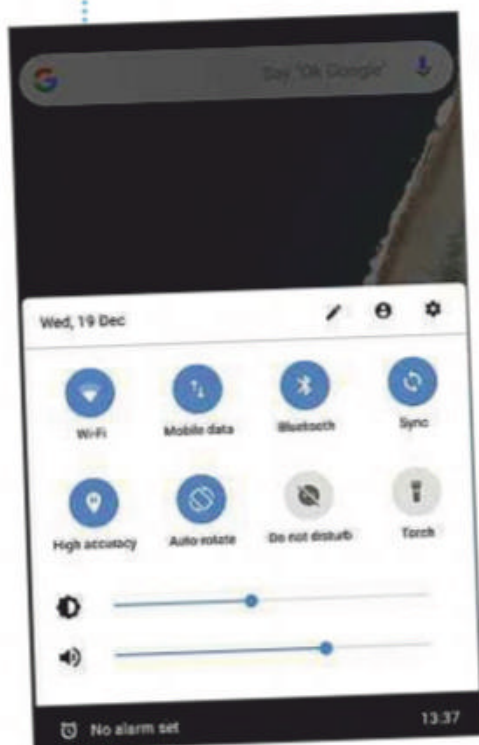 Say "Ok Google"
Wed, 19 Dec
Wi-Fi Mobile data Bluetooth Sync
High accuracy Auto-rotate Do not disturb Torch
No alarm set 13:37